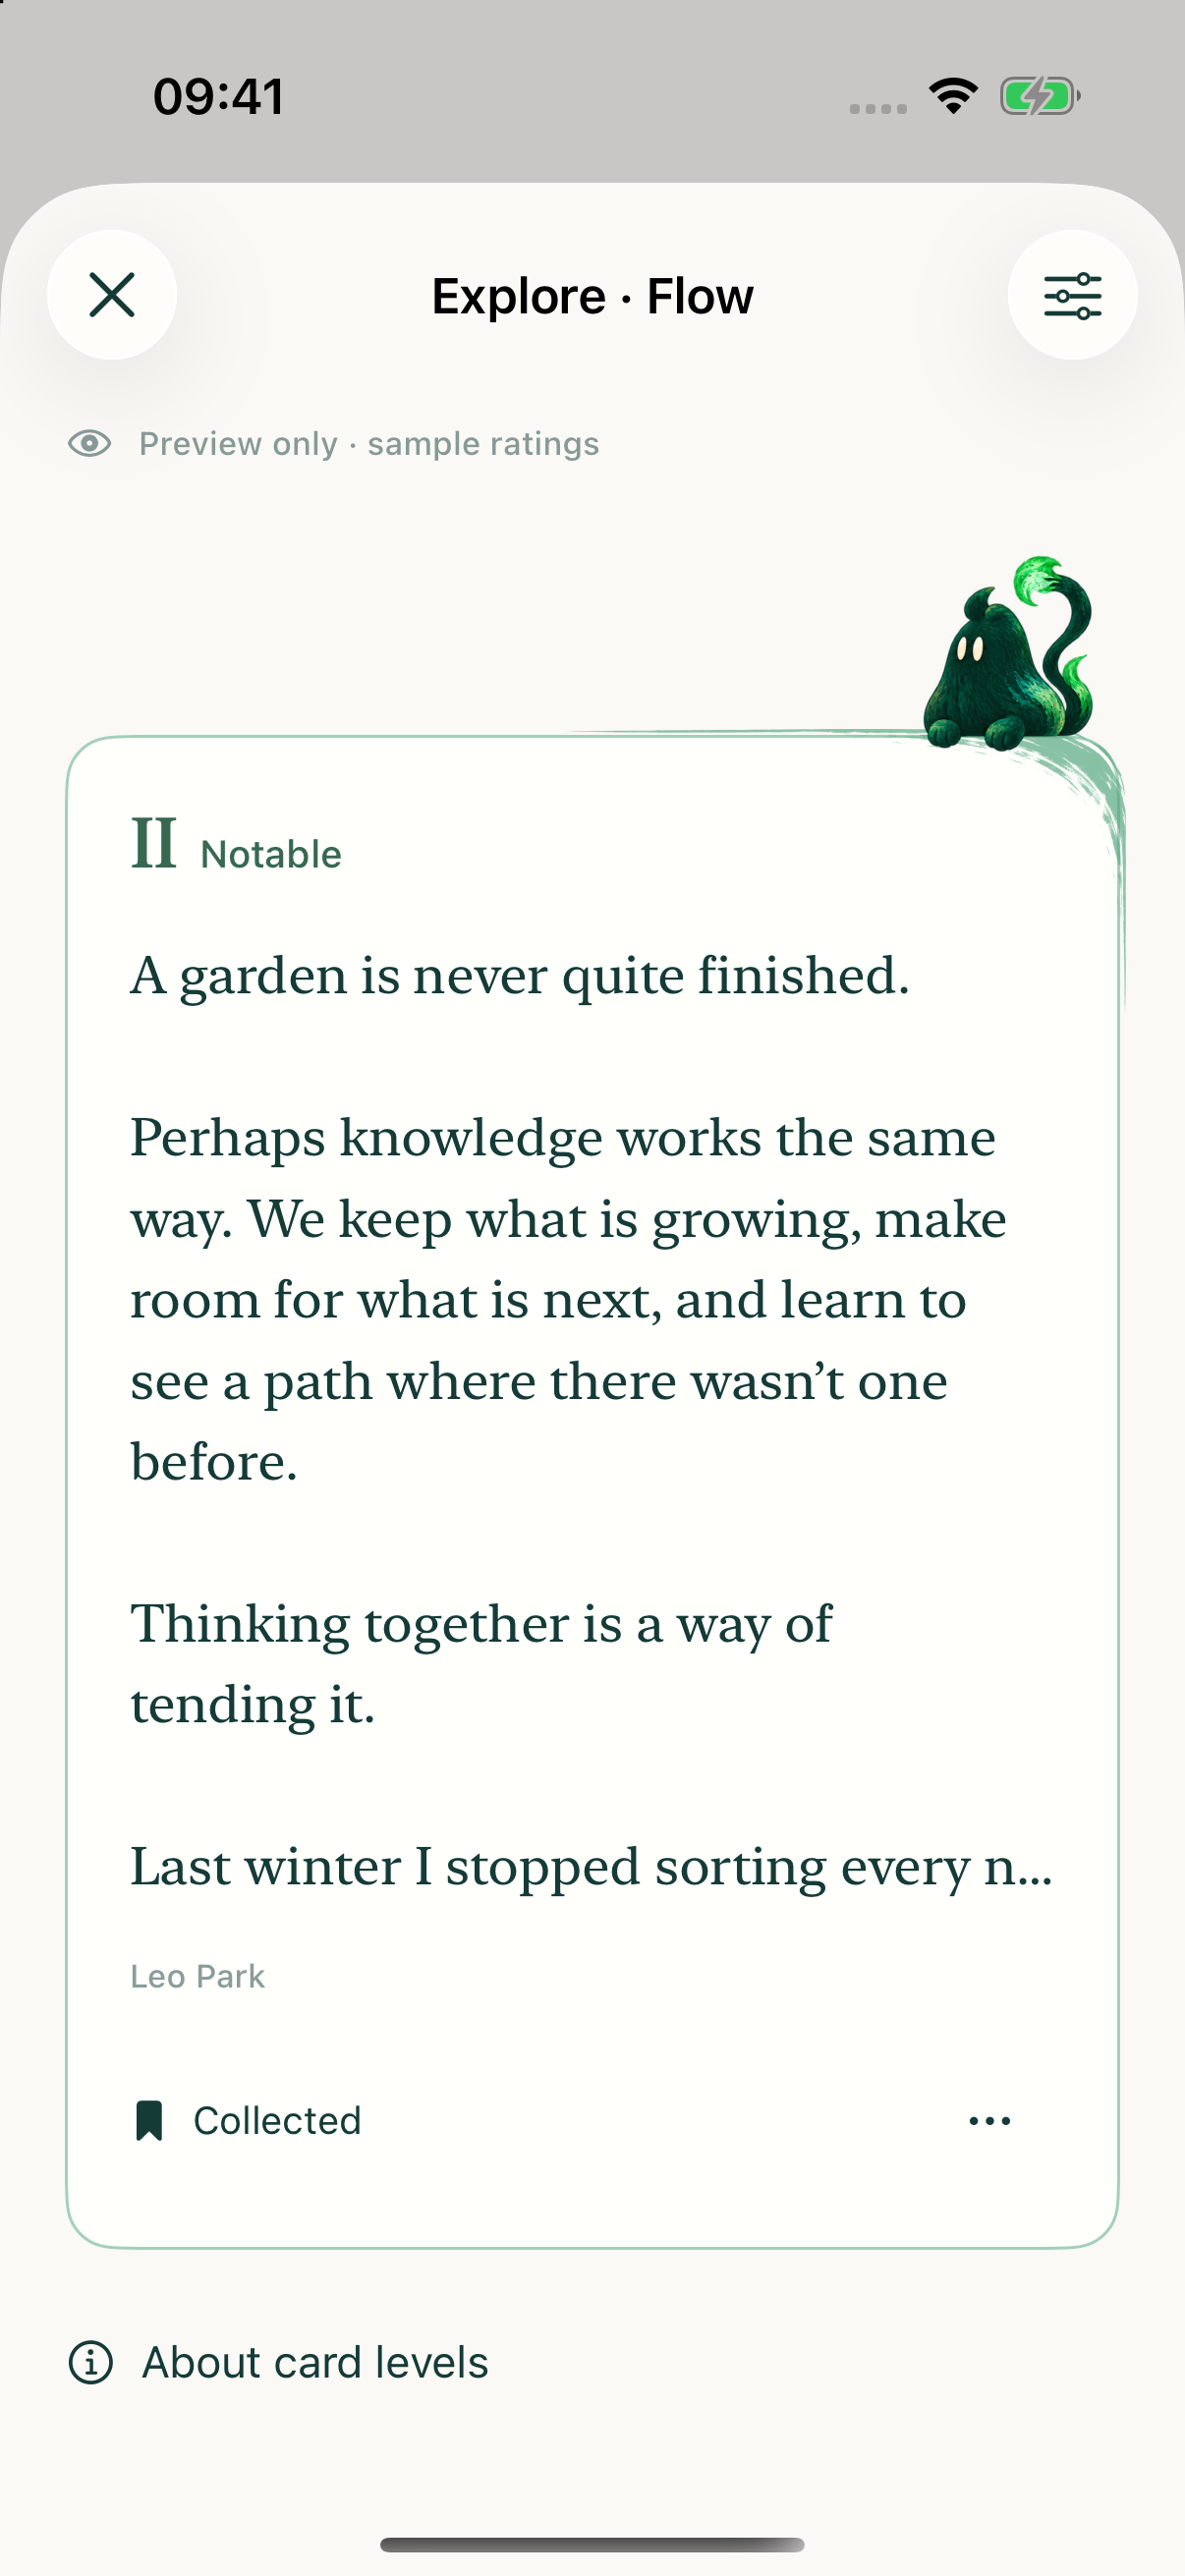 09:41
Explore · Flow
Preview only · sample ratings
II Notable
A garden is never quite finished.
Perhaps knowledge works the same
way. We keep what is growing, make
room for what is next, and learn to
see a path where there wasn’t one
before.
Thinking together is a way of
tending it.
Last winter I stopped sorting every n...
Leo Park
Collected
About card levels